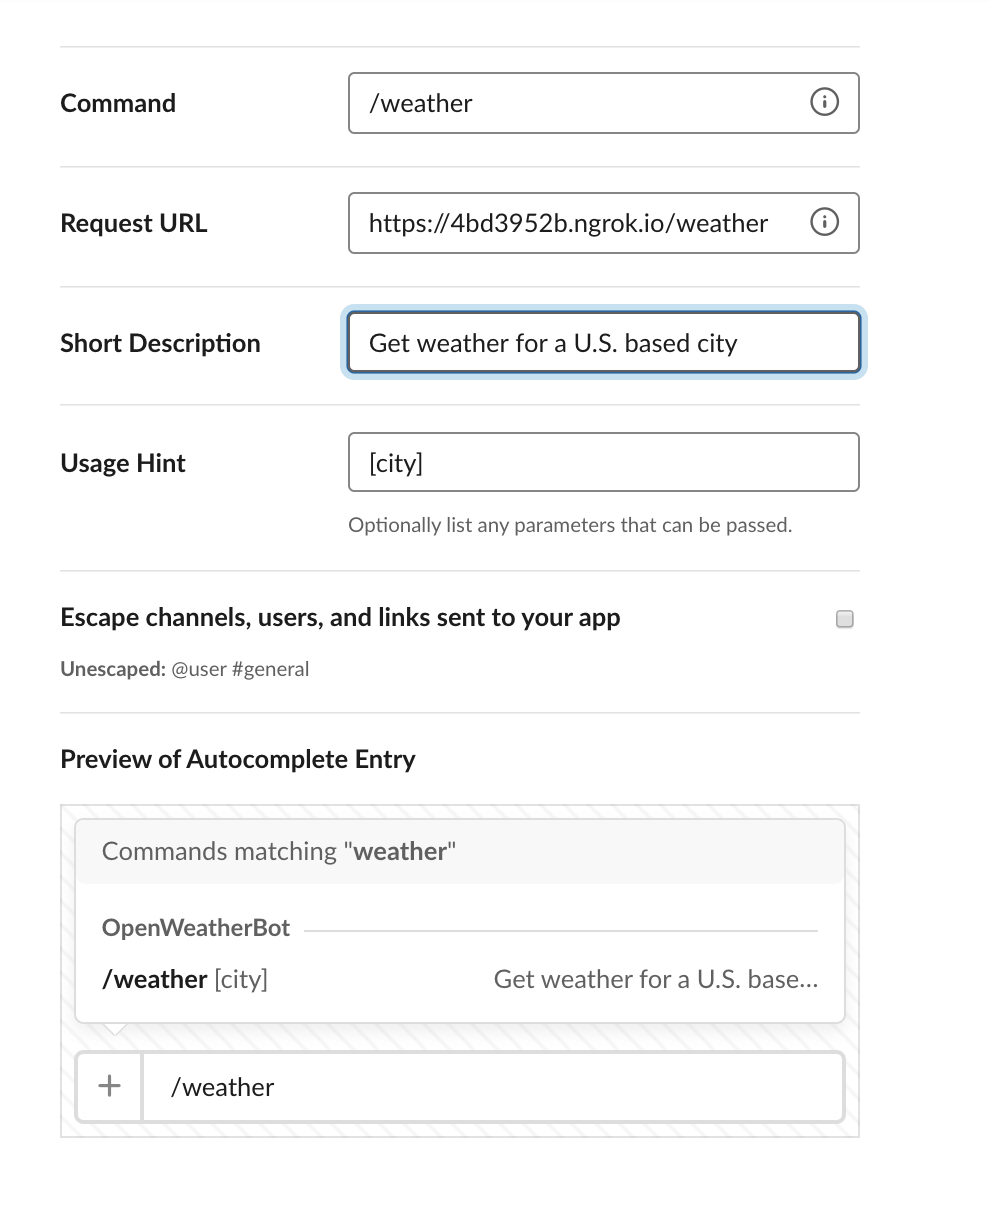 Command
/weather
Request URL
https://4bd3952b.ngrok.io/weather
Short Description
Get weather for a U.S. based city
Usage Hint
[city]
Optionally list any parameters that can be passed.
Escape channels, users, and links sent to your app
Unescaped: @user #general
Preview of Autocomplete Entry
Commands matching "weather"
OpenWeatherBot
/weather [city] Get weather for a U.S. base...
/weather